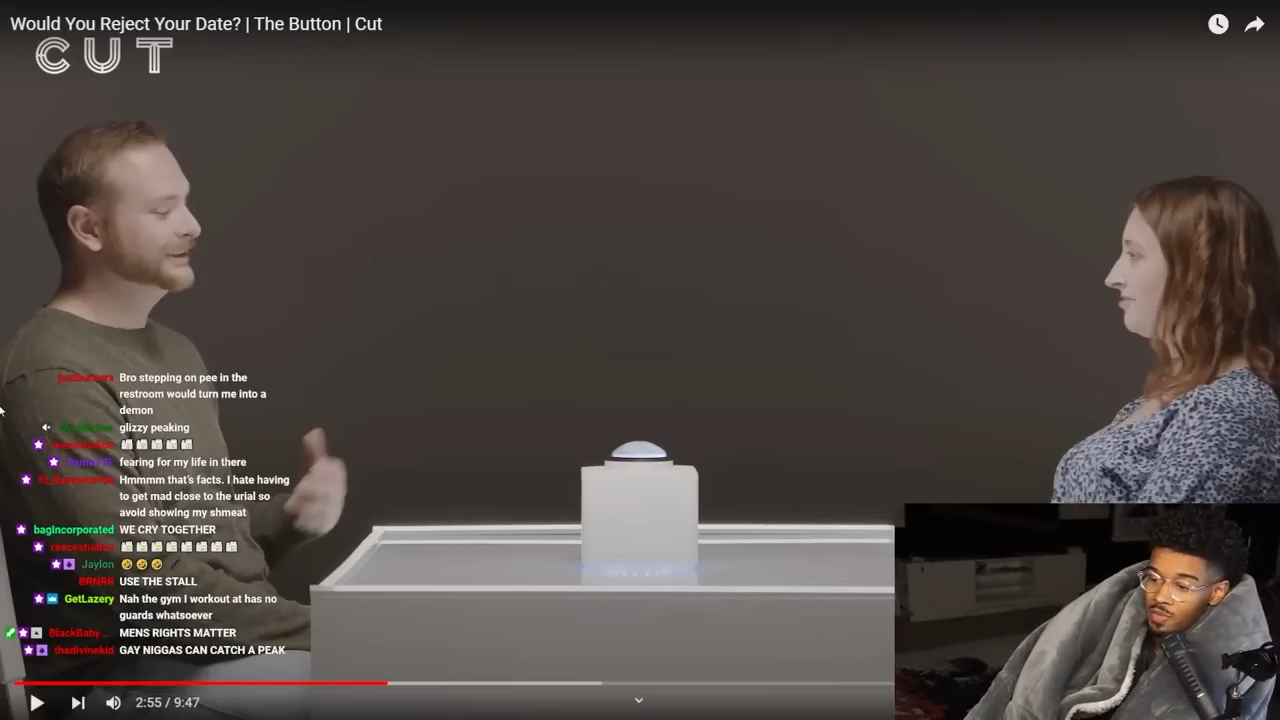 Would You Reject Your Date? | The Button | Cut
CUT
Bro stepping on pee in the
restroom would turn me into a
demon
glizzy peaking
fearing for my life in there
Hmmmm that's facts. I hate having
to get mad close to the urial so
avoid showing my shmeat
bagIncorporated WE CRY TOGETHER
reecestudios
Jaylon
BRNRR USE THE STALL
GetLazery Nah the gym I workout at has no
guards whatsoever
BlackBaby... MENS RIGHTS MATTER
thedivinekid GAY NIGGAS CAN CATCH A PEAK
2:55 / 9:47